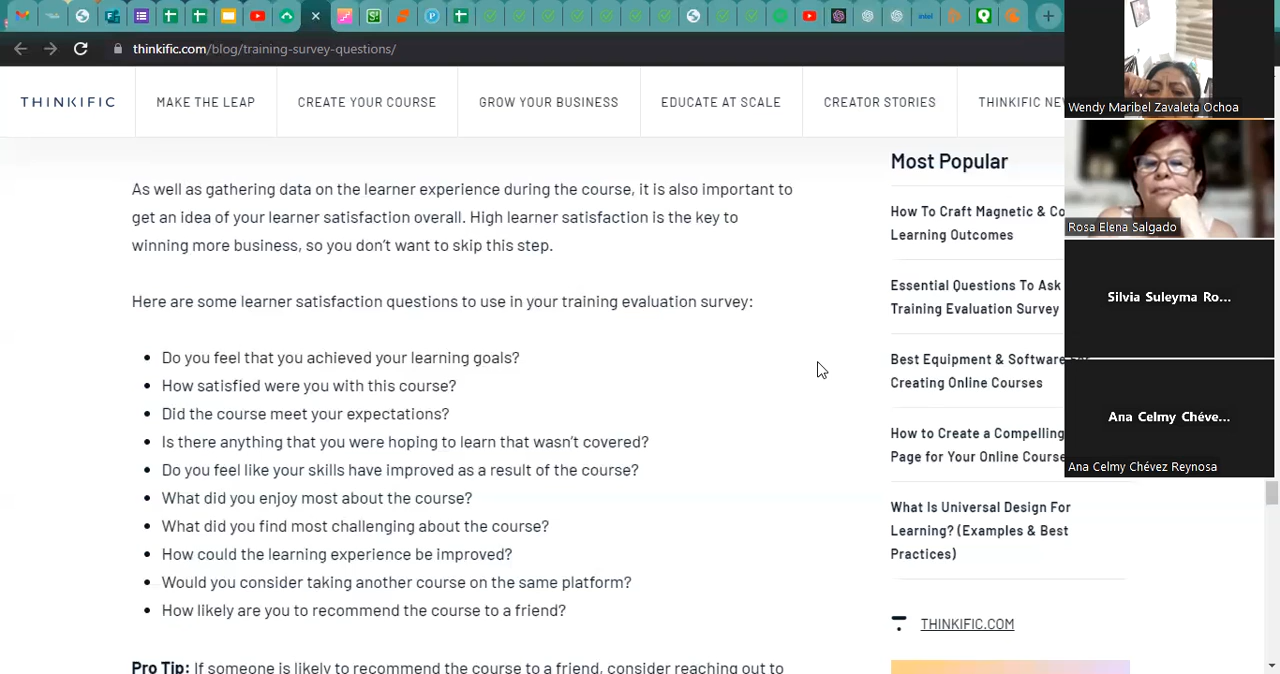 thinkific.com/blog/training-survey-questions/
THINKIFIC
MAKE THE LEAP
CREATE YOUR COURSE
GROW YOUR BUSINESS
EDUCATE AT SCALE
CREATOR STORIES
THINKIFIC NE
As well as gathering data on the learner experience during the course, it is also important to
get an idea of your learner satisfaction overall. High learner satisfaction is the key to
winning more business, so you don't want to skip this step.
Here are some learner satisfaction questions to use in your training evaluation survey:
• Do you feel that you achieved your learning goals?
• How satisfied were you with this course?
• Did the course meet your expectations?
• Is there anything that you were hoping to learn that wasn't covered?
• Do you feel like your skills have improved as a result of the course?
• What did you enjoy most about the course?
• What did you find most challenging about the course?
• How could the learning experience be improved?
• Would you consider taking another course on the same platform?
• How likely are you to recommend the course to a friend?
Pro Tip: If someone is likely to recommend the course to a friend, consider reaching out to
Most Popular
How To Craft Magnetic & Co
Learning Outcomes
Essential Questions To Ask
Training Evaluation Survey
Best Equipment & Software
Creating Online Courses
How to Create a Compelling
Page for Your Online Course
What Is Universal Design For
Learning? (Examples & Best
Practices)
THINKIFIC.COM
Wendy Maribel Zavaleta Ochoa
Rosa Elena Salgado
Silvia Suleyma Ro...
Ana Celmy Chéve...
Ana Celmy Chévez Reynosa